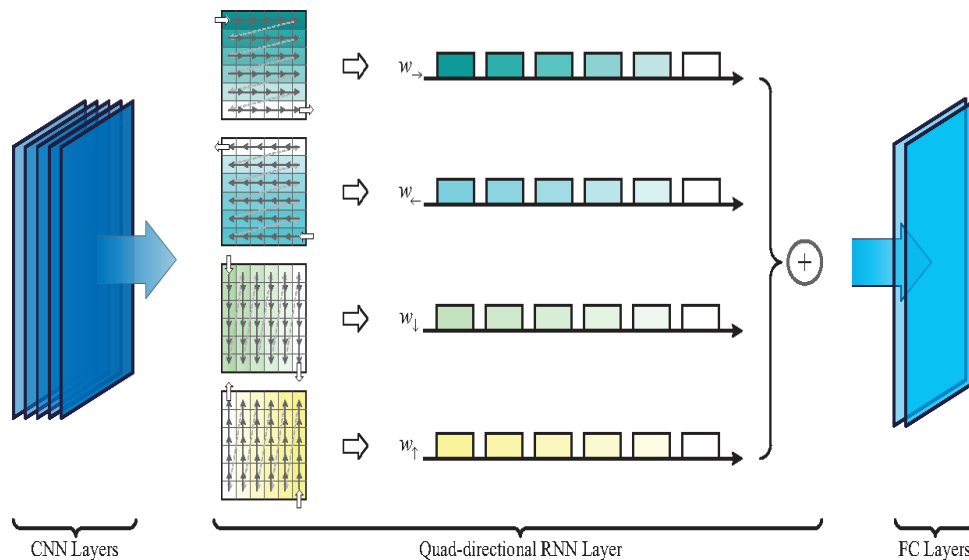 w→
w←
w↓
w↑
+
CNN Layers
Quad-directional RNN Layer
FC Layers